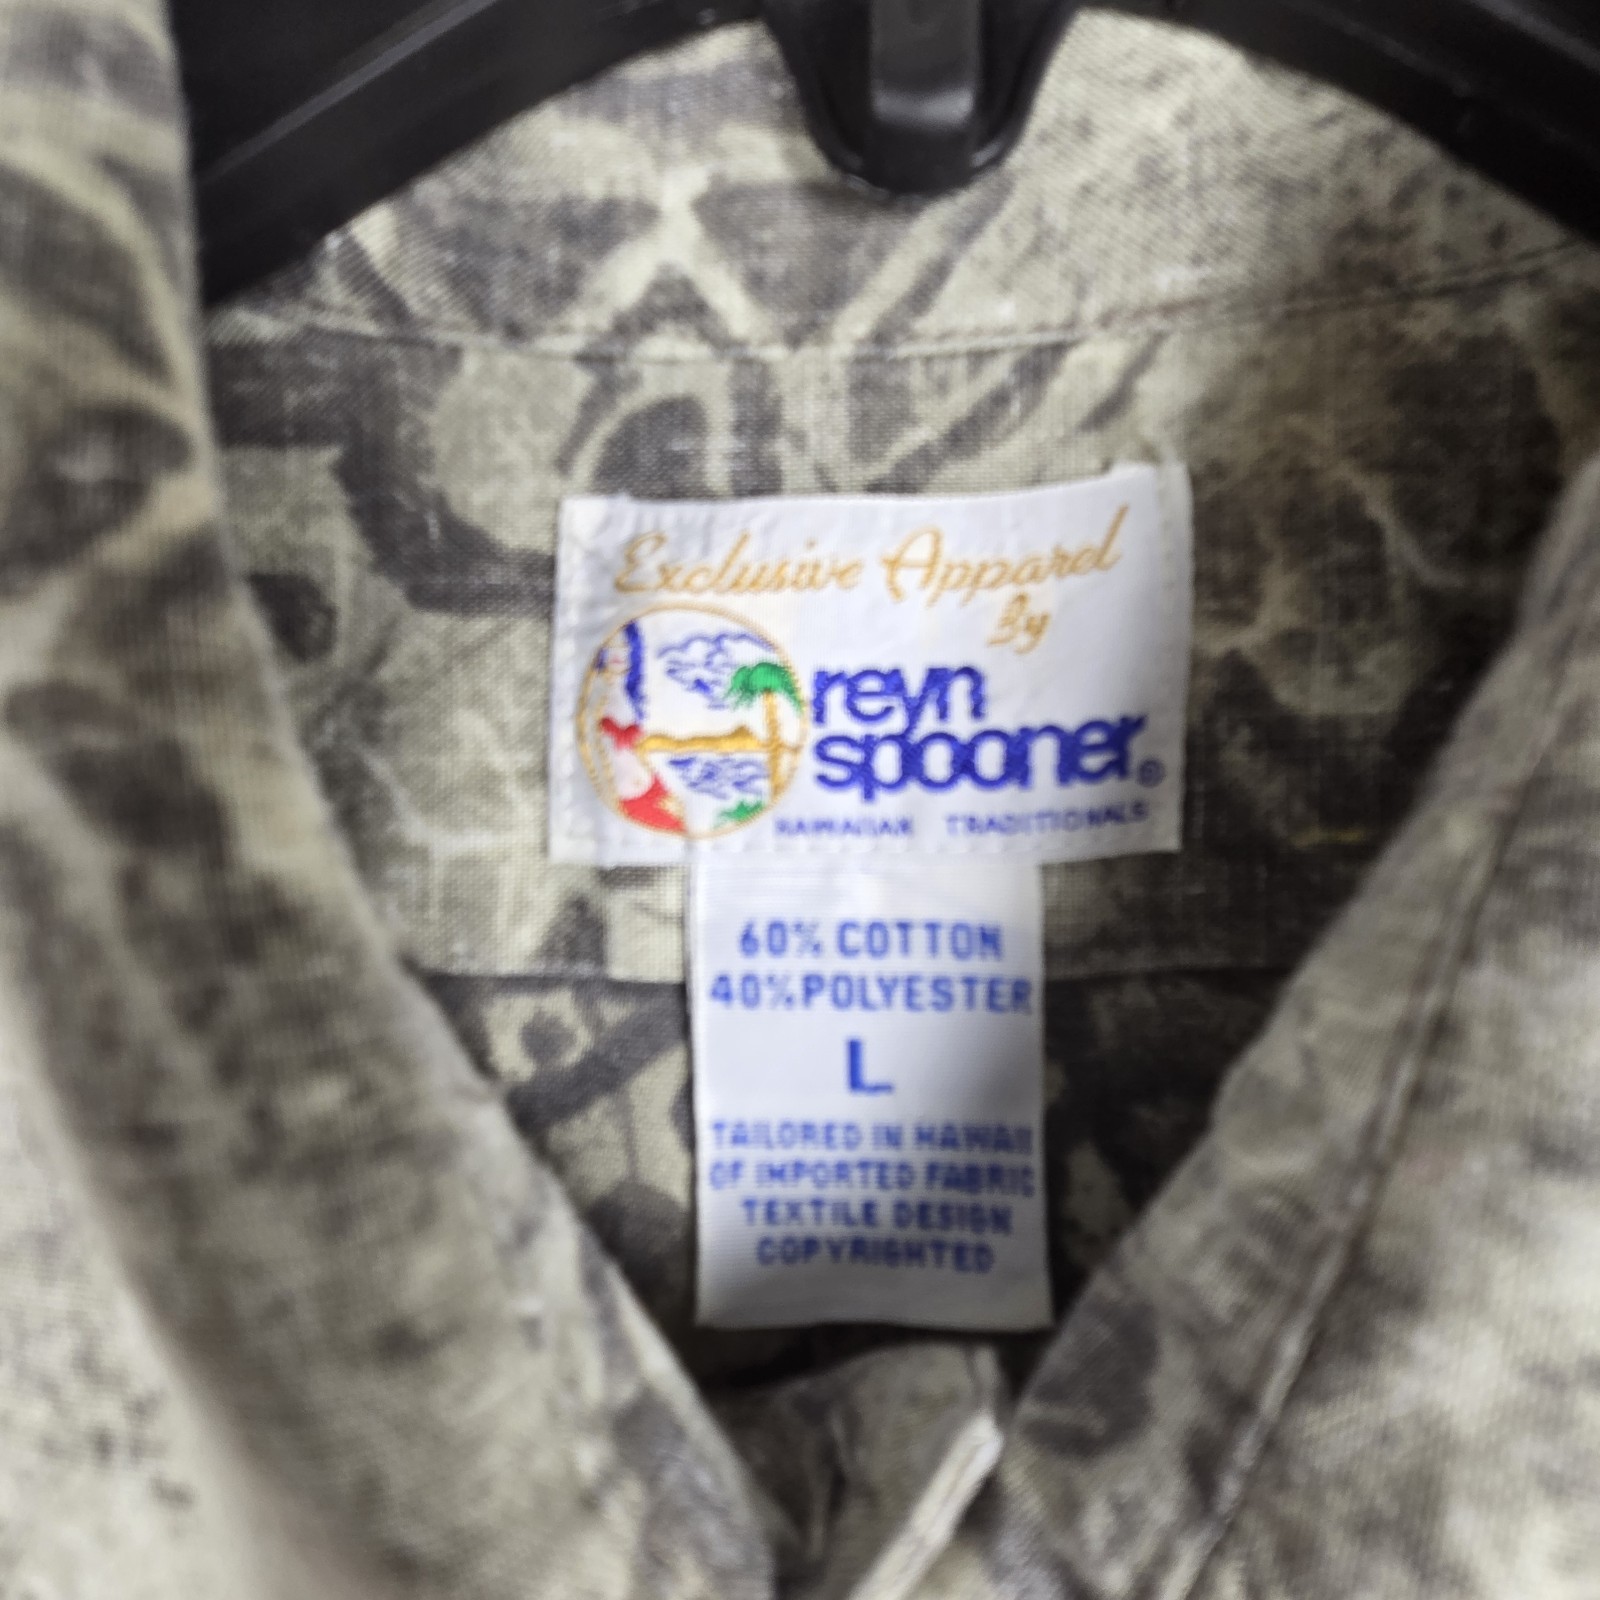 Exclusive Apparel
By
reyn
spooner®
HAWAIIAN TRADITIONALS
60% COTTON
40% POLYESTER
L
TAILORED IN HAWAII
OF IMPORTED FABRIC
TEXTILE DESIGN
COPYRIGHTED